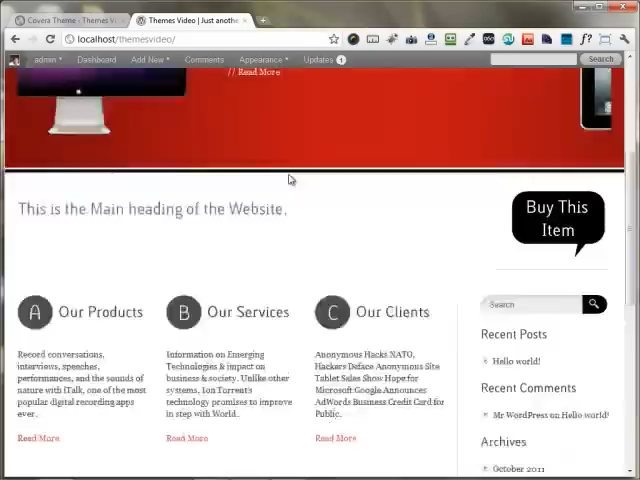 Covera Theme - Themes Vi
Themes Video | Just anothe
localhost/themesvideo/
admin
Dashboard
Add New
Comments
Appearance
Updates 1
Search
// Read More
This is the Main heading of the Website.
Buy This
Item
A Our Products
B Our Services
C Our Clients
Search
Record conversations,
interviews, speeches,
performances, and the sounds of
nature with iTalk, one of the most
popular digital recording apps
ever.
Read More
Information on Emerging
Technologies & impact on
business & society. Unlike other
systems, Ion Torrent's
technology promises to improve
in step with World.
Read More
Anonymous Hacks NATO,
Hackers Deface Anonymous Site
Tablet Sales Show Hope for
Microsoft Google Announces
AdWords Business Credit Card for
Public.
Read More
Recent Posts
Hello world!
Recent Comments
Mr WordPress on Hello world!
Archives
October 2011